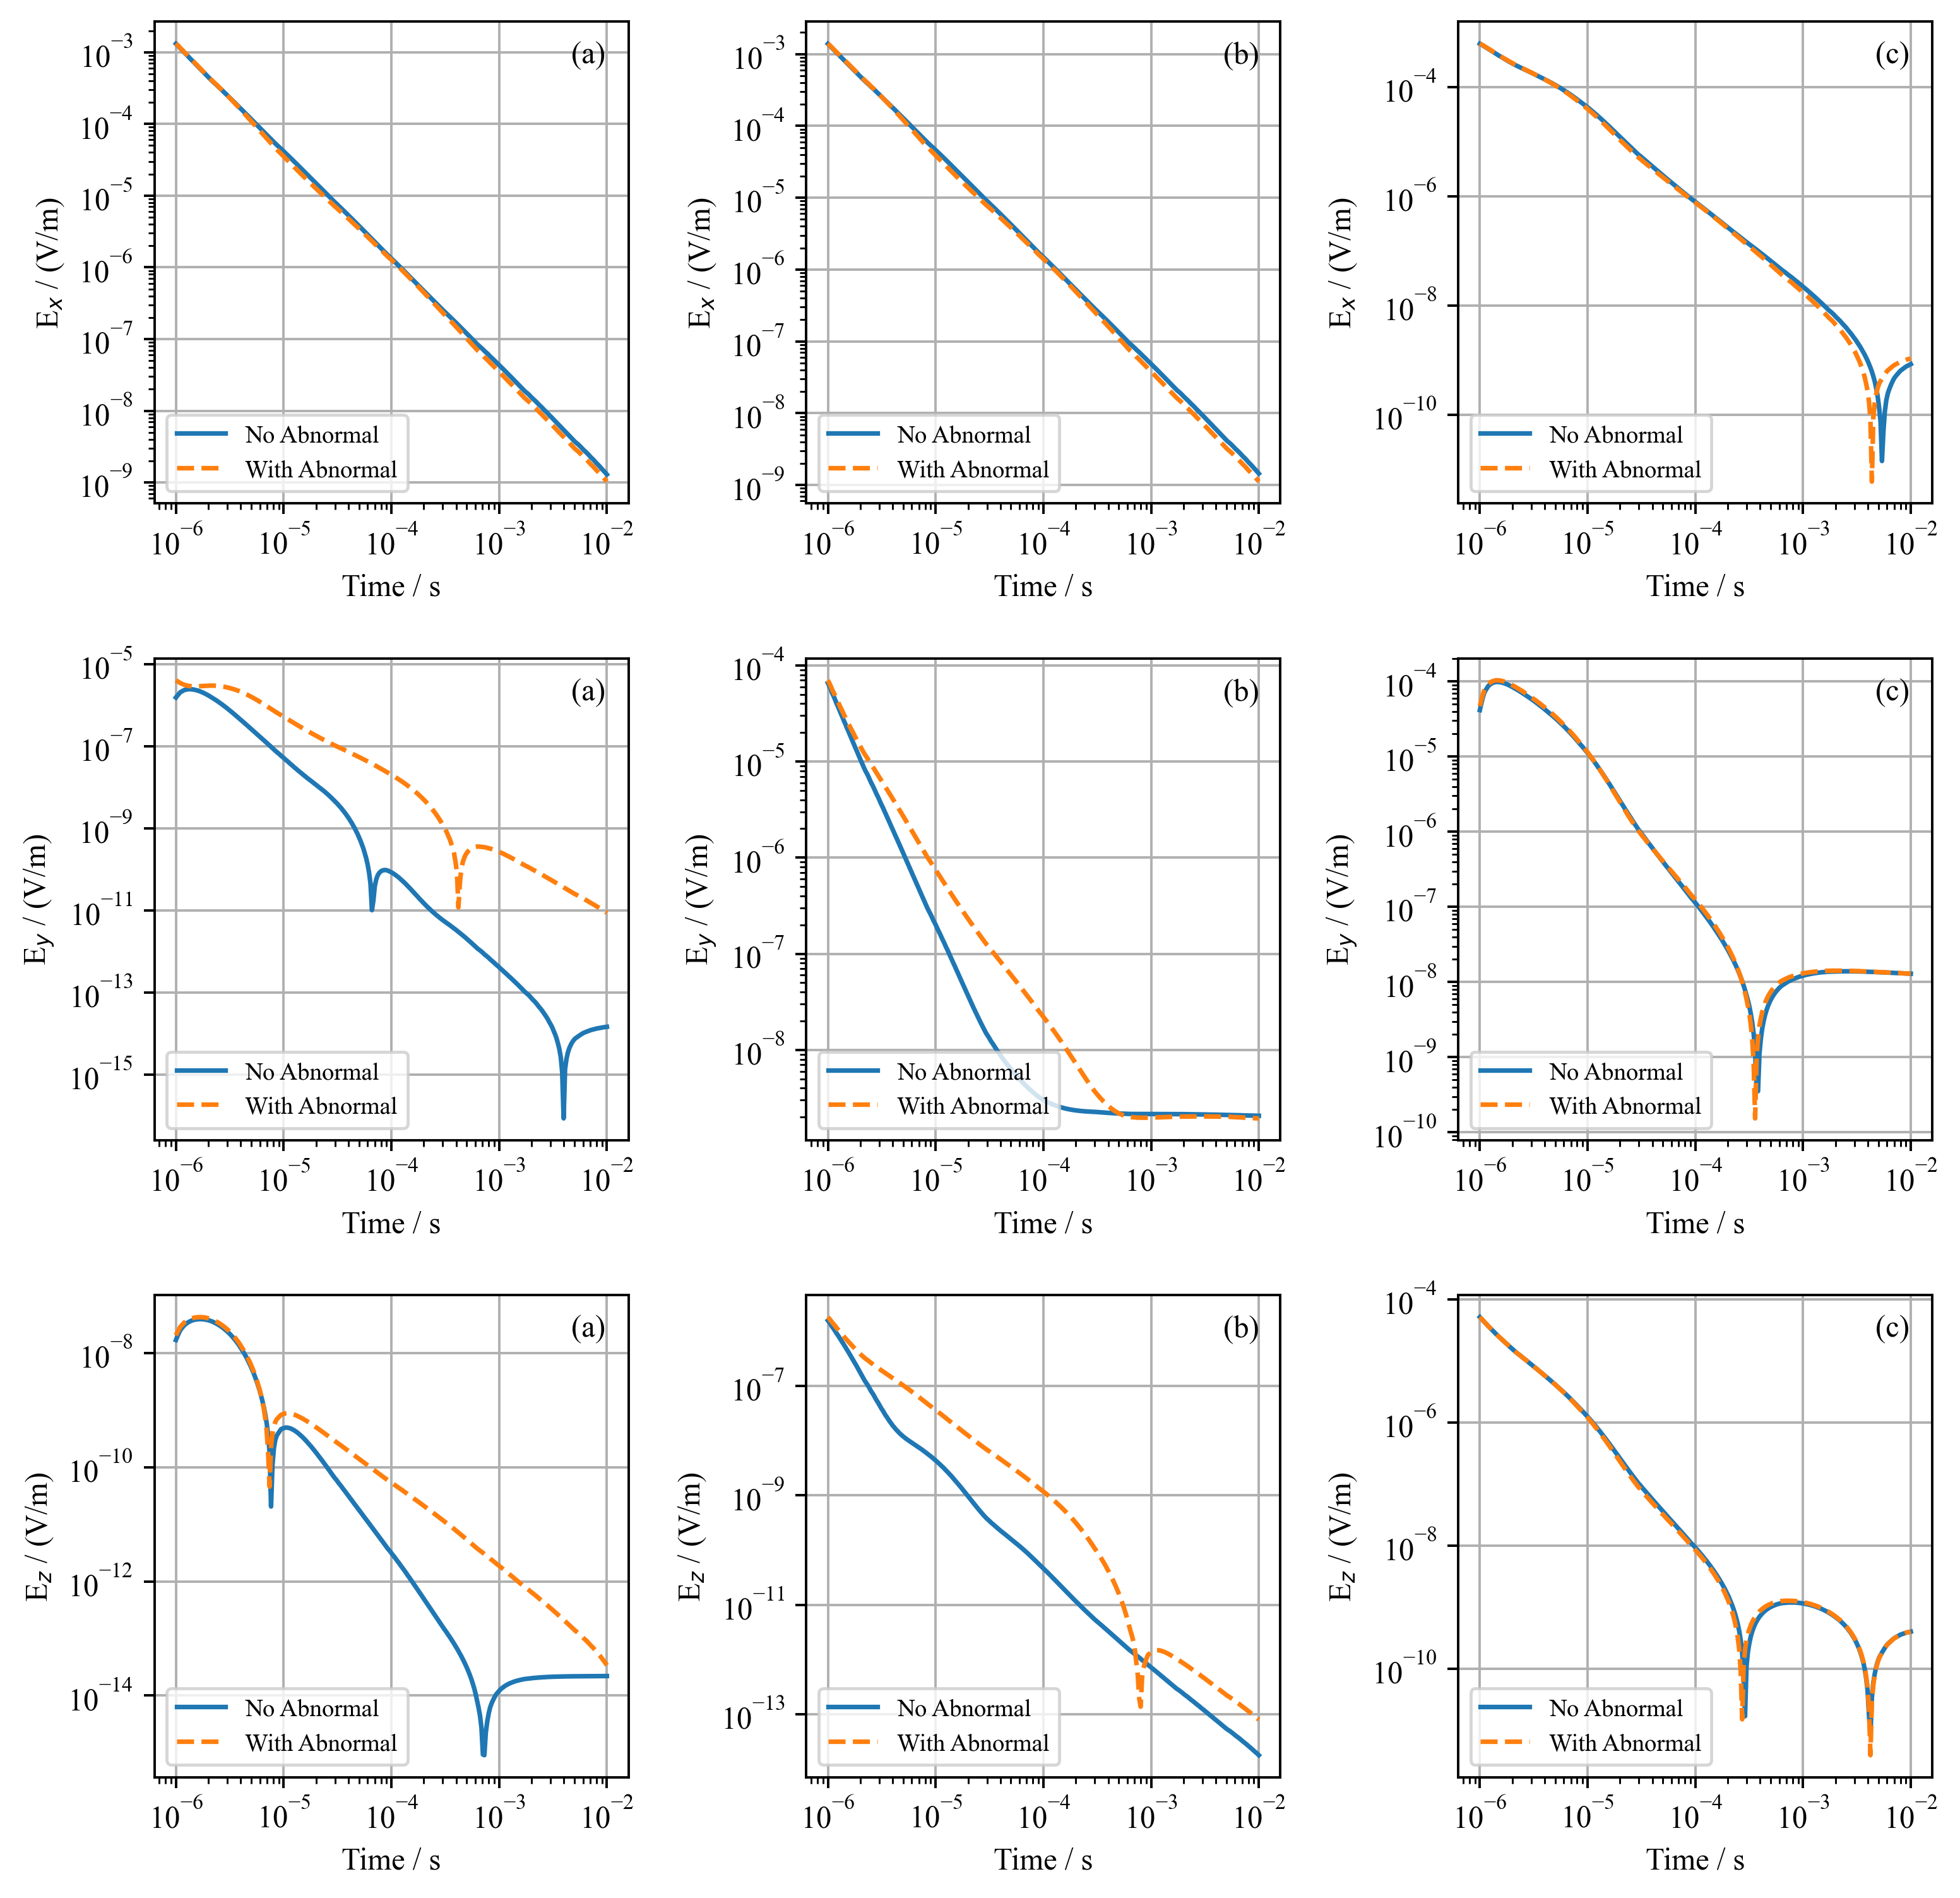 (a)
10⁻³
10⁻⁴
10⁻⁵
10⁻⁶
10⁻⁷
10⁻⁸
10⁻⁹
Eₓ / (V/m)
No Abnormal
With Abnormal
10⁻⁶ 10⁻⁵ 10⁻⁴ 10⁻³ 10⁻²
Time / s
(b)
10⁻³
10⁻⁴
10⁻⁵
10⁻⁶
10⁻⁷
10⁻⁸
10⁻⁹
Eₓ / (V/m)
No Abnormal
With Abnormal
10⁻⁶ 10⁻⁵ 10⁻⁴ 10⁻³ 10⁻²
Time / s
(c)
10⁻⁴
10⁻⁶
10⁻⁸
10⁻¹⁰
Eₓ / (V/m)
No Abnormal
With Abnormal
10⁻⁶ 10⁻⁵ 10⁻⁴ 10⁻³ 10⁻²
Time / s
(a)
10⁻⁵
10⁻⁷
10⁻⁹
10⁻¹¹
10⁻¹³
10⁻¹⁵
E_y / (V/m)
No Abnormal
With Abnormal
10⁻⁶ 10⁻⁵ 10⁻⁴ 10⁻³ 10⁻²
Time / s
(b)
10⁻⁴
10⁻⁵
10⁻⁶
10⁻⁷
10⁻⁸
E_y / (V/m)
No Abnormal
With Abnormal
10⁻⁶ 10⁻⁵ 10⁻⁴ 10⁻³ 10⁻²
Time / s
(c)
10⁻⁴
10⁻⁵
10⁻⁶
10⁻⁷
10⁻⁸
10⁻⁹
10⁻¹⁰
E_y / (V/m)
No Abnormal
With Abnormal
10⁻⁶ 10⁻⁵ 10⁻⁴ 10⁻³ 10⁻²
Time / s
(a)
10⁻⁸
10⁻¹⁰
10⁻¹²
10⁻¹⁴
E_z / (V/m)
No Abnormal
With Abnormal
10⁻⁶ 10⁻⁵ 10⁻⁴ 10⁻³ 10⁻²
Time / s
(b)
10⁻⁷
10⁻⁹
10⁻¹¹
10⁻¹³
E_z / (V/m)
No Abnormal
With Abnormal
10⁻⁶ 10⁻⁵ 10⁻⁴ 10⁻³ 10⁻²
Time / s
(c)
10⁻⁴
10⁻�6
10⁻⁸
10⁻¹⁰
E_z / (V/m)
No Abnormal
With Abnormal
10⁻⁶ 10⁻⁵ 10⁻⁴ 10⁻³ 10⁻²
Time / s